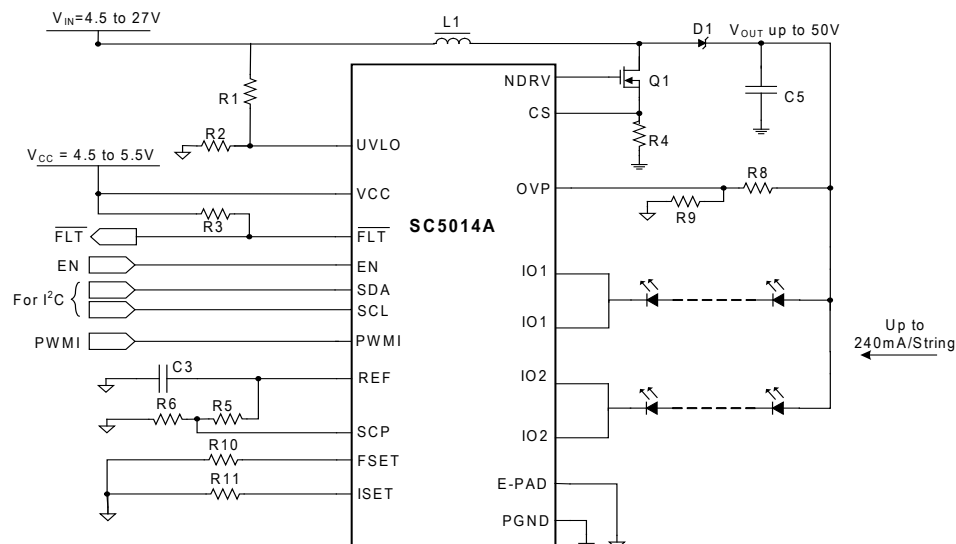 V_IN=4.5 to 27V
L1
D1
V_OUT up to 50V
NDRV
Q1
R1
C5
CS
R4
R2
UVLO
V_CC = 4.5 to 5.5V
R8
VCC
OVP
R9
R3
SC5014A
FLT
FLT
EN
EN
IO1
For I²C
SDA
SCL
IO1
Up to
240mA/String
PWMI
PWMI
C3
REF
IO2
R6
R5
SCP
IO2
R10
FSET
R11
ISET
E-PAD
PGND